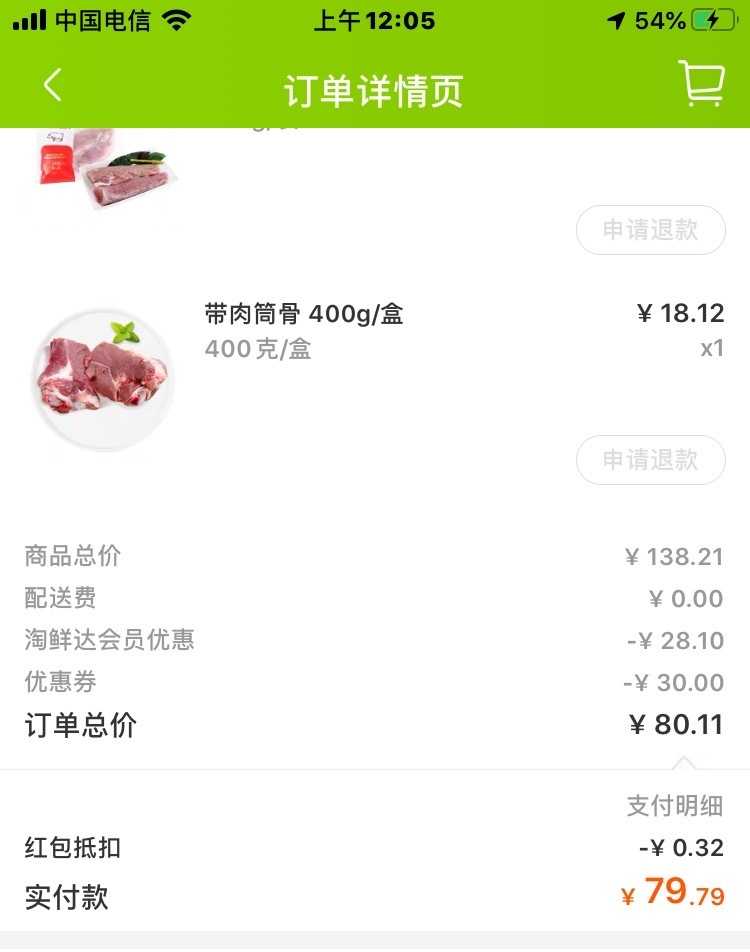 中国电信 上午12:05 54%
订单详情页
申请退款
带肉筒骨 400g/盒 ¥ 18.12
400克/盒 x1
申请退款
商品总价 ¥ 138.21
配送费 ¥ 0.00
淘鲜达会员优惠 -¥ 28.10
优惠券 -¥ 30.00
订单总价 ¥ 80.11
支付明细
红包抵扣 -¥ 0.32
实付款 ¥ 79.79